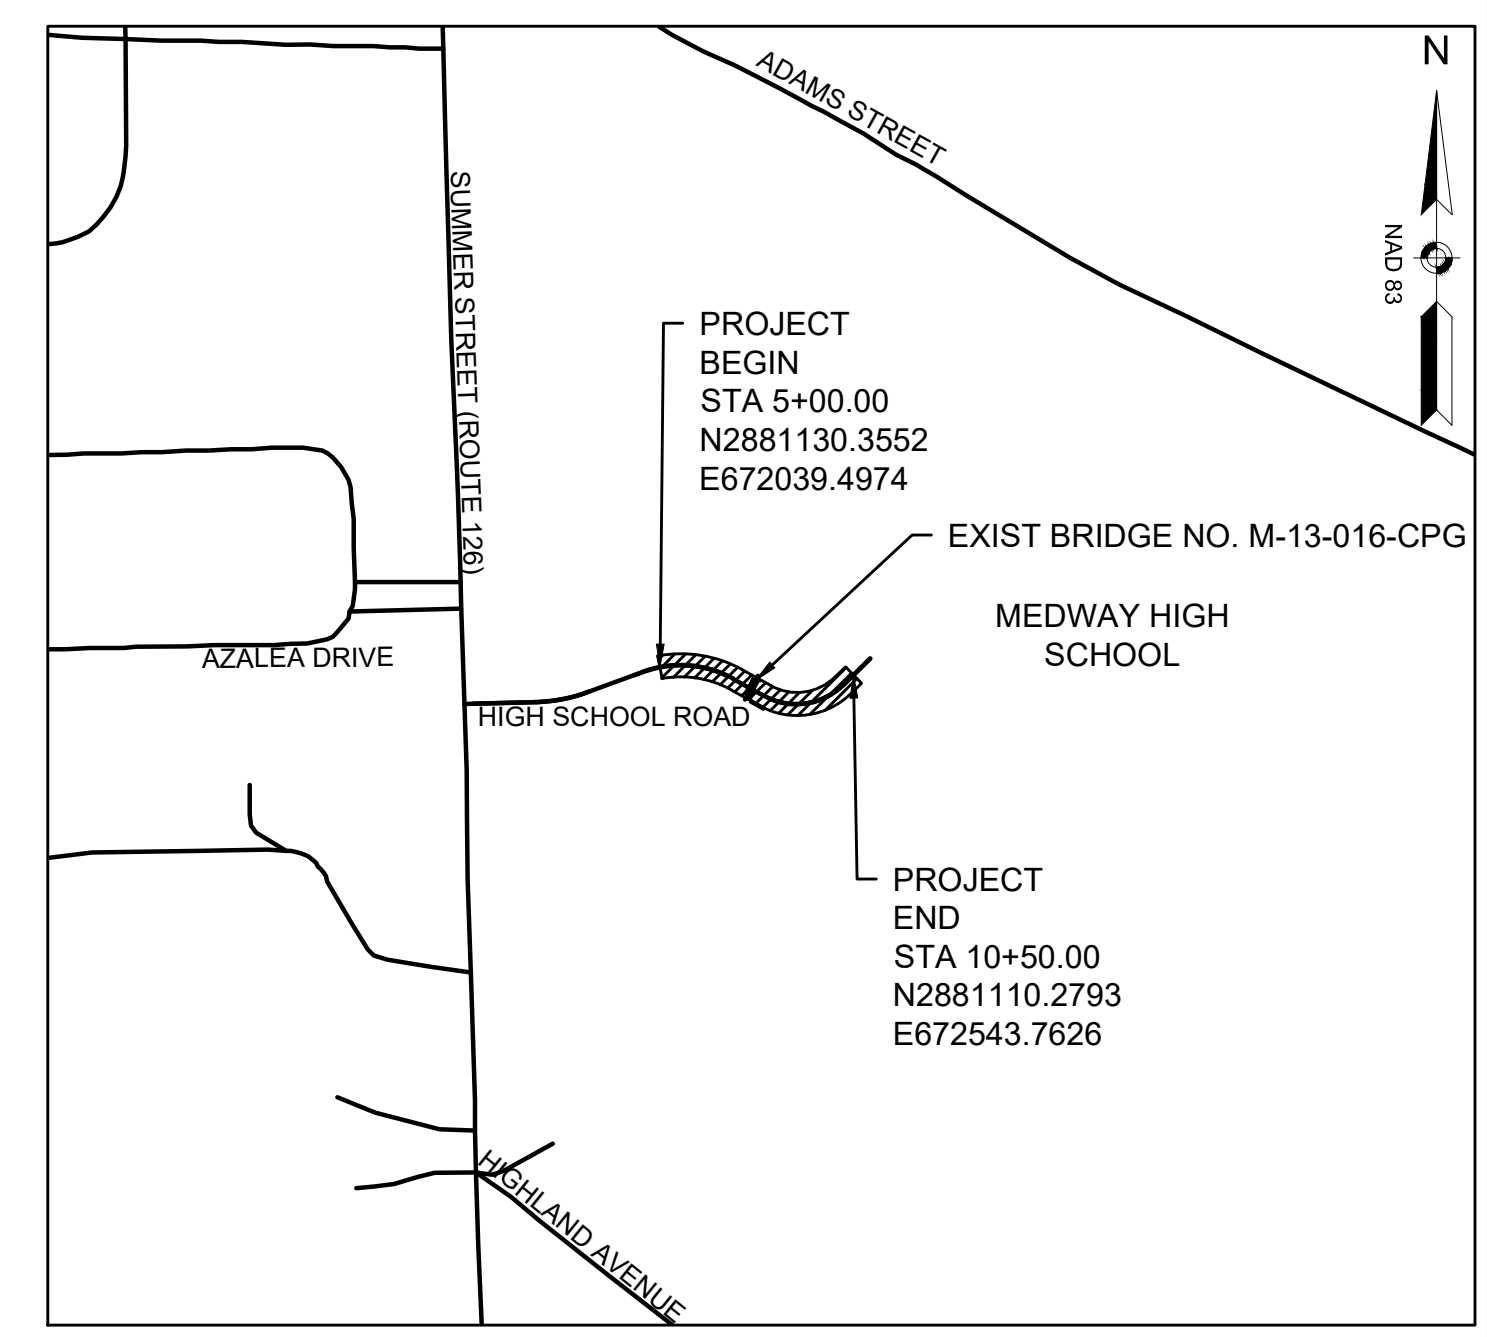 N
ADAMS STREET
NAD 83
SUMMER STREET (ROUTE 126)
PROJECT
BEGIN
STA 5+00.00
N2881130.3552
E672039.4974
EXIST BRIDGE NO. M-13-016-CPG
MEDWAY HIGH
SCHOOL
AZALEA DRIVE
HIGH SCHOOL ROAD
PROJECT
END
STA 10+50.00
N2881110.2793
E672543.7626
HIGHLAND AVENUE